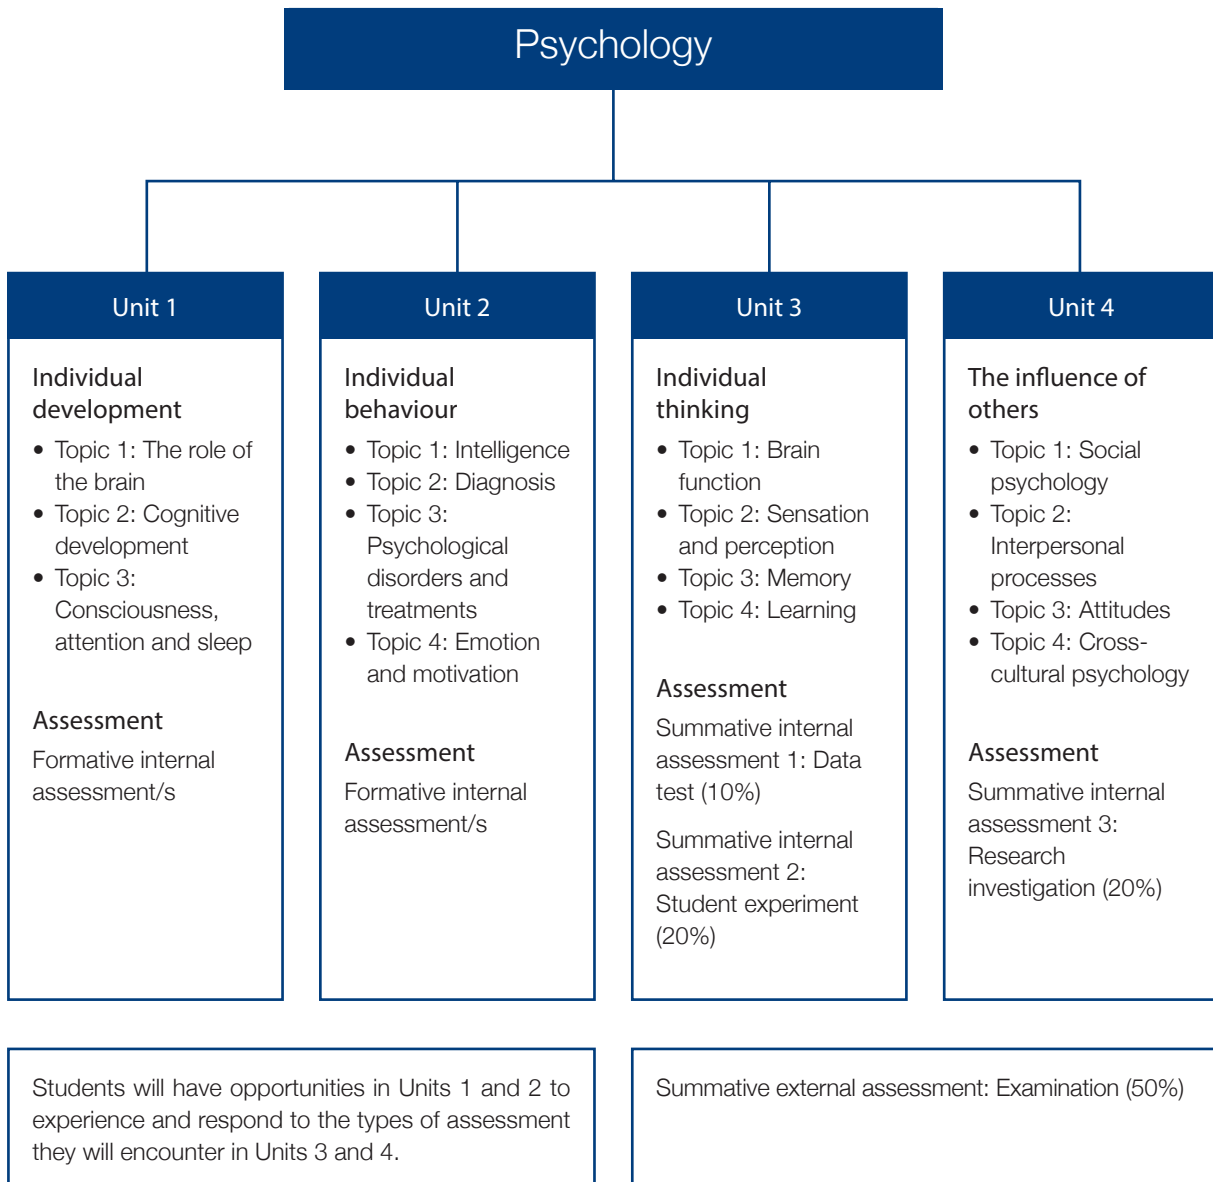 Psychology
Unit 1
Individual
development
• Topic 1: The role of
the brain
• Topic 2: Cognitive
development
• Topic 3:
Consciousness,
attention and sleep
Assessment
Formative internal
assessment/s
Unit 2
Individual
behaviour
• Topic 1: Intelligence
• Topic 2: Diagnosis
• Topic 3:
Psychological
disorders and
treatments
• Topic 4: Emotion
and motivation
Assessment
Formative internal
assessment/s
Unit 3
Individual
thinking
• Topic 1: Brain
function
• Topic 2: Sensation
and perception
• Topic 3: Memory
• Topic 4: Learning
Assessment
Summative internal
assessment 1: Data
test (10%)
Summative internal
assessment 2:
Student experiment
(20%)
Unit 4
The influence of
others
• Topic 1: Social
psychology
• Topic 2:
Interpersonal
processes
• Topic 3: Attitudes
• Topic 4: Cross-
cultural psychology
Assessment
Summative internal
assessment 3:
Research
investigation (20%)
Students will have opportunities in Units 1 and 2 to
experience and respond to the types of assessment
they will encounter in Units 3 and 4.
Summative external assessment: Examination (50%)